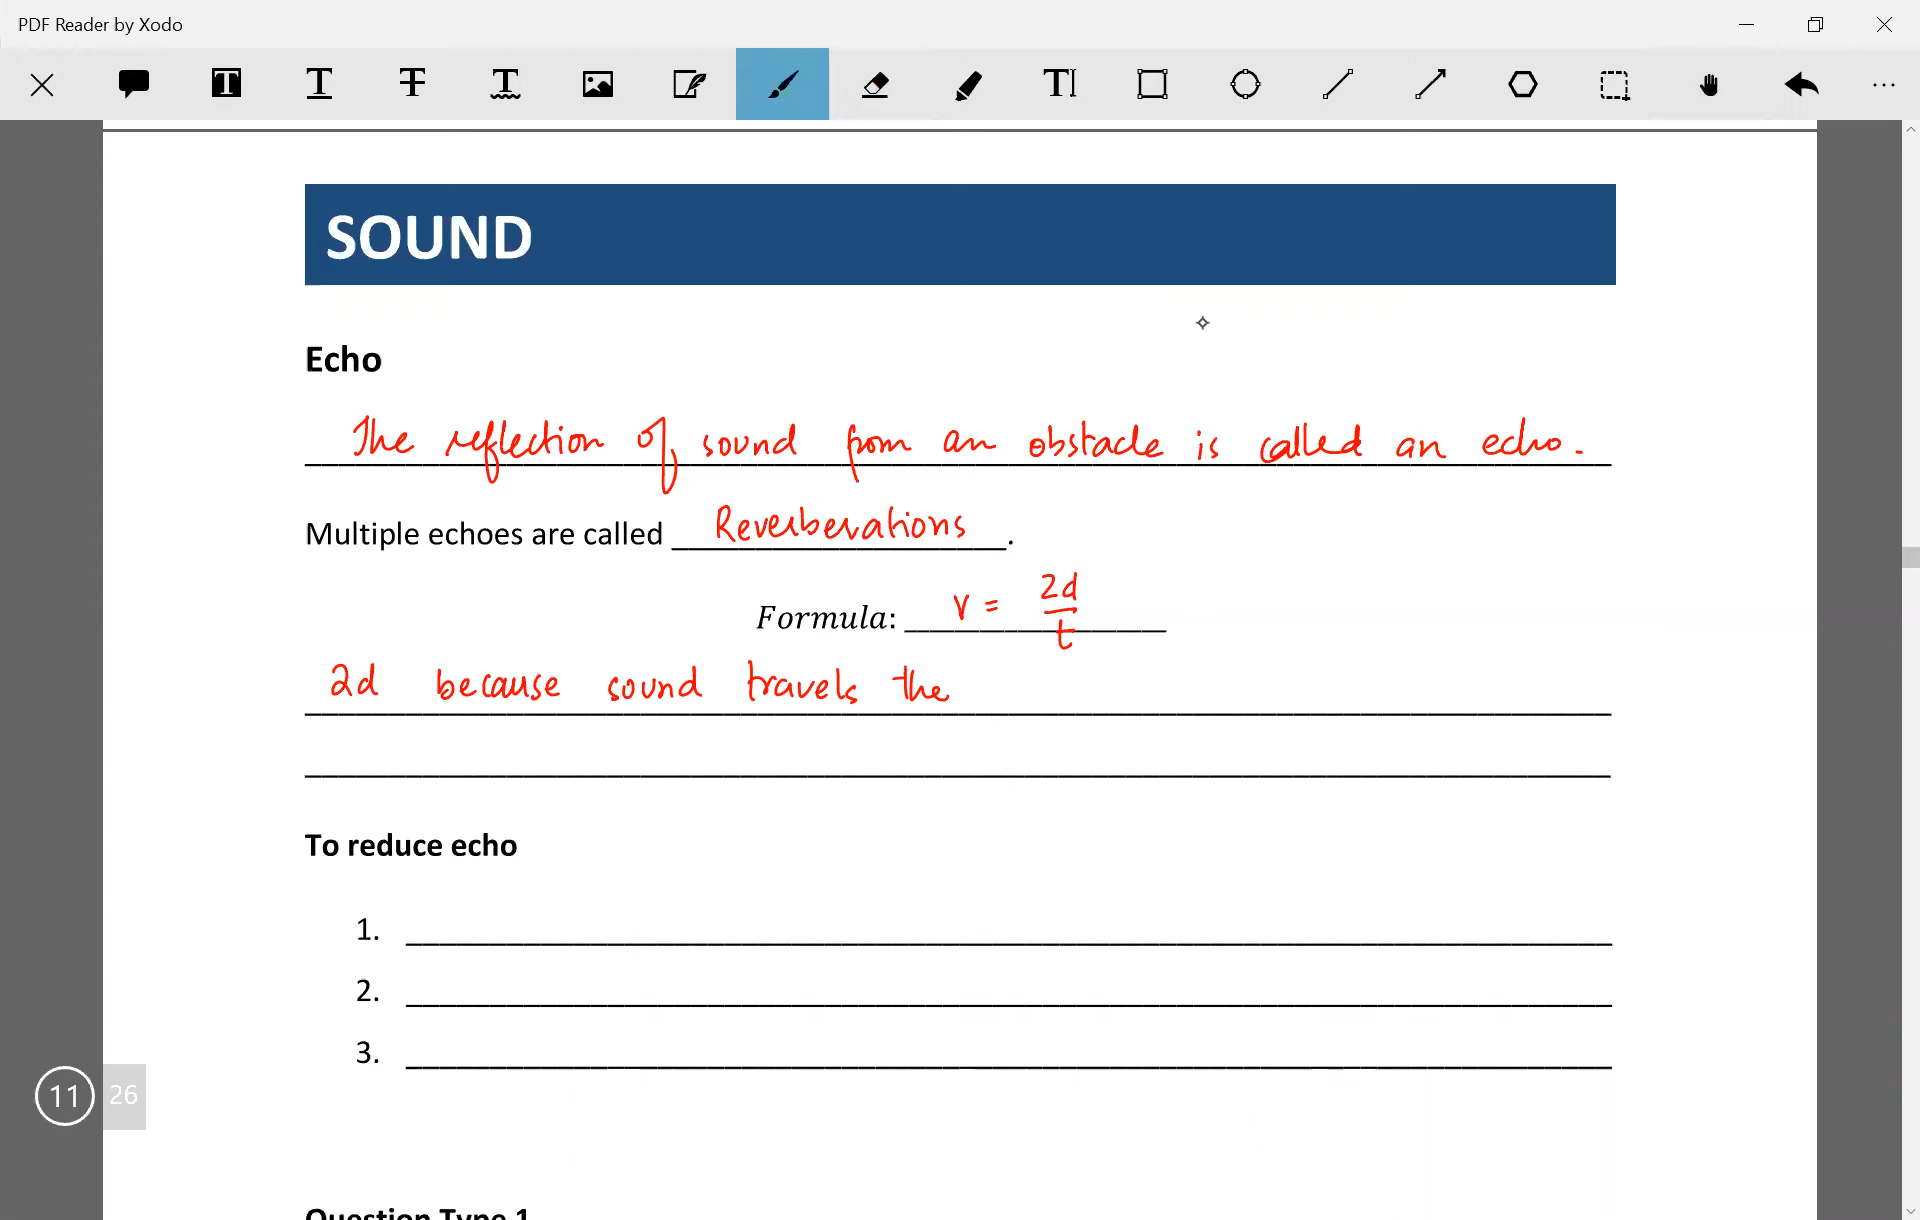 PDF Reader by Xodo
SOUND
Echo
The reflection of sound from an obstacle is called an echo.
Multiple echoes are called Reverberations.
Formula: v = 2d/t
2d because sound travels the
To reduce echo
1.
2.
3.
11 26
Question Type 1